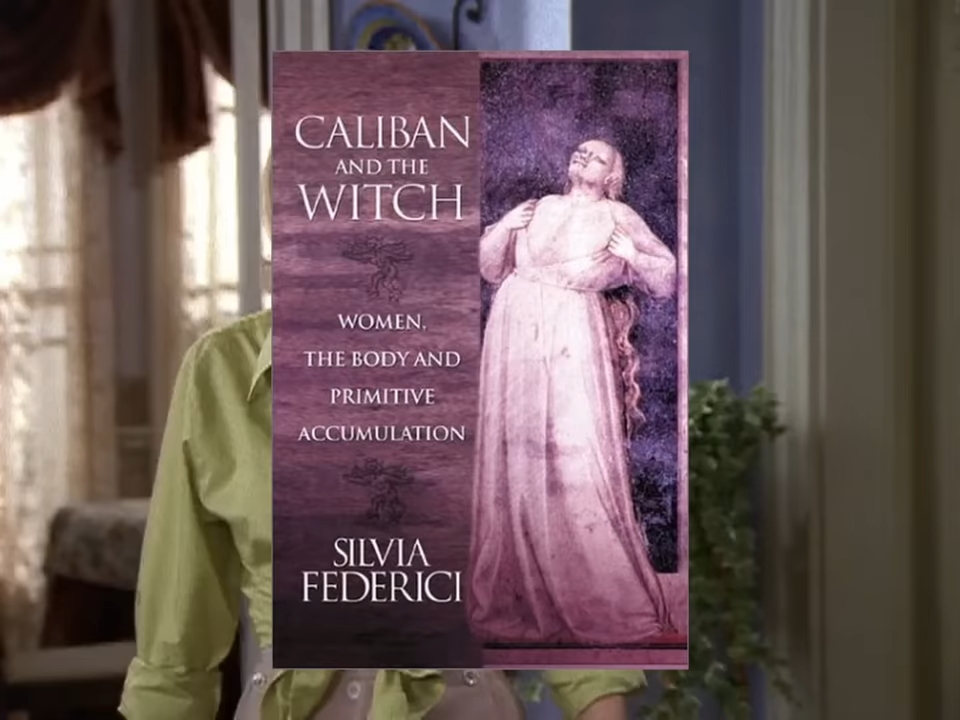 CALIBAN
AND THE
WITCH
WOMEN,
THE BODY AND
PRIMITIVE
ACCUMULATION
SILVIA
FEDERICI